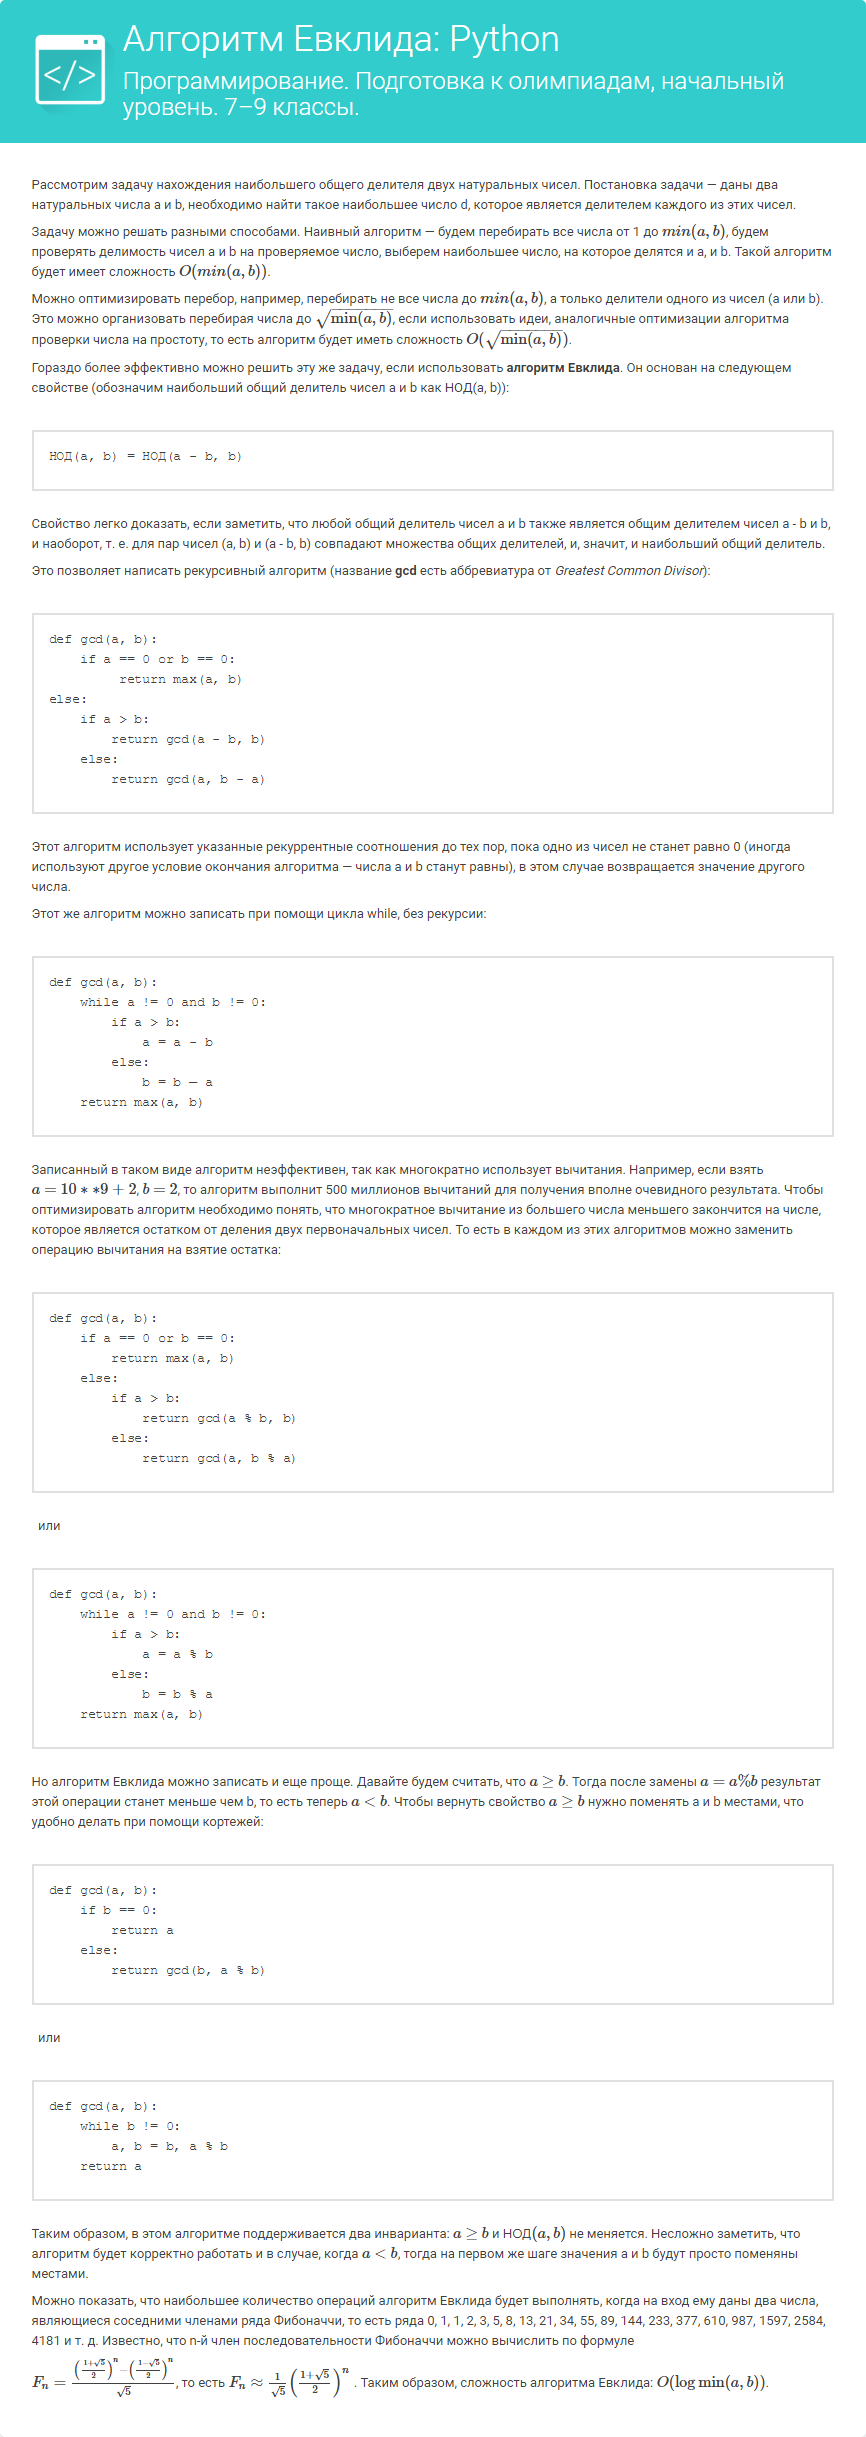 </>
Алгоритм Евклида: Python
Программирование. Подготовка к олимпиадам, начальный
уровень. 7–9 классы.
Рассмотрим задачу нахождения наибольшего общего делителя двух натуральных чисел. Постановка задачи — даны два
натуральных числа a и b, необходимо найти такое наибольшее число d, которое является делителем каждого из этих чисел.
Задачу можно решать разными способами. Наивный алгоритм — будем перебирать все числа от 1 до min(a, b), будем
проверять делимость чисел a и b на проверяемое число, выберем наибольшее число, на которое делятся и a, и b. Такой алгоритм
будет имеет сложность O(min(a, b)).
Можно оптимизировать перебор, например, перебирать не все числа до min(a, b), а только делители одного из чисел (a или b).
Это можно организовать перебирая числа до √min(a, b), если использовать идеи, аналогичные оптимизации алгоритма
проверки числа на простоту, то есть алгоритм будет иметь сложность O(√min(a, b)).
Гораздо более эффективно можно решить эту же задачу, если использовать алгоритм Евклида. Он основан на следующем
свойстве (обозначим наибольший общий делитель чисел a и b как НОД(a, b)):
НОД(a, b) = НОД(a - b, b)
Свойство легко доказать, если заметить, что любой общий делитель чисел a и b также является общим делителем чисел a - b и b,
и наоборот, т. е. для пар чисел (a, b) и (a - b, b) совпадают множества общих делителей, и, значит, и наибольший общий делитель.
Это позволяет написать рекурсивный алгоритм (название gcd есть аббревиатура от Greatest Common Divisor):
def gcd(a, b):
    if a == 0 or b == 0:
         return max(a, b)
else:
    if a > b:
        return gcd(a - b, b)
    else:
        return gcd(a, b - a)
Этот алгоритм использует указанные рекуррентные соотношения до тех пор, пока одно из чисел не станет равно 0 (иногда
используют другое условие окончания алгоритма — числа a и b станут равны), в этом случае возвращается значение другого
числа.
Этот же алгоритм можно записать при помощи цикла while, без рекурсии:
def gcd(a, b):
    while a != 0 and b != 0:
        if a > b:
            a = a - b
        else:
            b = b — a
    return max(a, b)
Записанный в таком виде алгоритм неэффективен, так как многократно использует вычитания. Например, если взять
a = 10 * *9 + 2, b = 2, то алгоритм выполнит 500 миллионов вычитаний для получения вполне очевидного результата. Чтобы
оптимизировать алгоритм необходимо понять, что многократное вычитание из большего числа меньшего закончится на числе,
которое является остатком от деления двух первоначальных чисел. То есть в каждом из этих алгоритмов можно заменить
операцию вычитания на взятие остатка:
def gcd(a, b):
    if a == 0 or b == 0:
        return max(a, b)
    else:
        if a > b:
            return gcd(a % b, b)
        else:
            return gcd(a, b % a)
или
def gcd(a, b):
    while a != 0 and b != 0:
        if a > b:
            a = a % b
        else:
            b = b % a
    return max(a, b)
Но алгоритм Евклида можно записать и еще проще. Давайте будем считать, что a ≥ b. Тогда после замены a = a%b результат
этой операции станет меньше чем b, то есть теперь a < b. Чтобы вернуть свойство a ≥ b нужно поменять a и b местами, что
удобно делать при помощи кортежей:
def gcd(a, b):
    if b == 0:
        return a
    else:
        return gcd(b, a % b)
или
def gcd(a, b):
    while b != 0:
        a, b = b, a % b
    return a
Таким образом, в этом алгоритме поддерживается два инварианта: a ≥ b и НОД(a, b) не меняется. Несложно заметить, что
алгоритм будет корректно работать и в случае, когда a < b, тогда на первом же шаге значения a и b будут просто поменяны
местами.
Можно показать, что наибольшее количество операций алгоритм Евклида будет выполнять, когда на вход ему даны два числа,
являющиеся соседними членами ряда Фибоначчи, то есть ряда 0, 1, 1, 2, 3, 5, 8, 13, 21, 34, 55, 89, 144, 233, 377, 610, 987, 1597, 2584,
4181 и т. д. Известно, что n-й член последовательности Фибоначчи можно вычислить по формуле
Fₙ = (((1+√5)/2)ⁿ − ((1−√5)/2)ⁿ)/√5, то есть Fₙ ≈ 1/√5 ((1+√5)/2)ⁿ . Таким образом, сложность алгоритма Евклида: O(log min(a, b)).